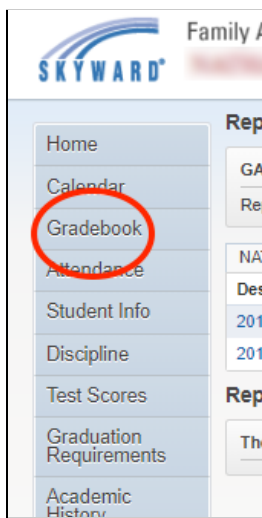 SKYWARD®
Family A
Home
Calendar
Gradebook
Attendance
Student Info
Discipline
Test Scores
Graduation
Requirements
Academic
History
Rep
GA
Re
NA
Des
201
201
Rep
Th